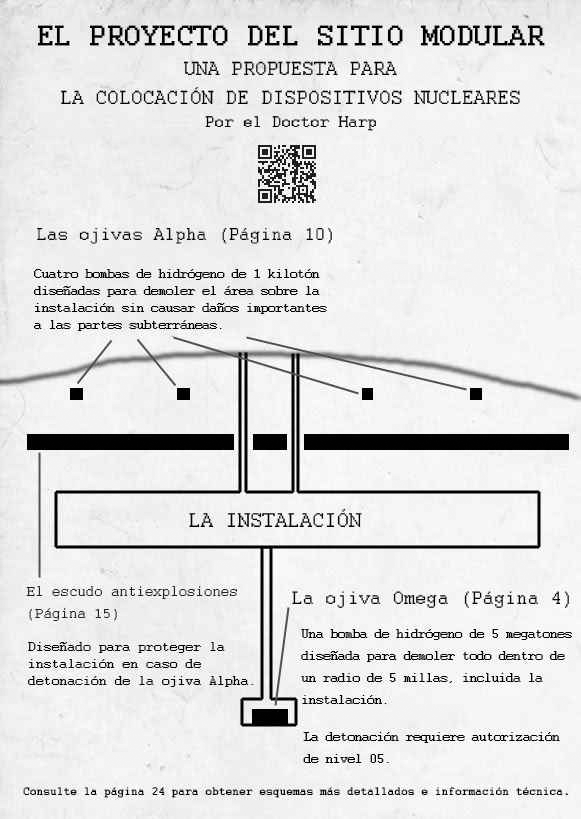 EL PROYECTO DEL SITIO MODULAR
UNA PROPUESTA PARA
LA COLOCACIÓN DE DISPOSITIVOS NUCLEARES
Por el Doctor Harp
Las ojivas Alpha (Página 10)
Cuatro bombas de hidrógeno de 1 kilotón
diseñadas para demoler el área sobre la
instalación sin causar daños importantes
a las partes subterráneas.
LA INSTALACIÓN
El escudo antiexplosiones
(Página 15)
Diseñado para proteger la
instalación en caso de
detonación de la ojiva Alpha.
La ojiva Omega (Página 4)
Una bomba de hidrógeno de 5 megatones
diseñada para demoler todo dentro de
un radio de 5 millas, incluida la
instalación.
La detonación requiere autorización
de nivel 05.
Consulte la página 24 para obtener esquemas más detallados e información técnica.